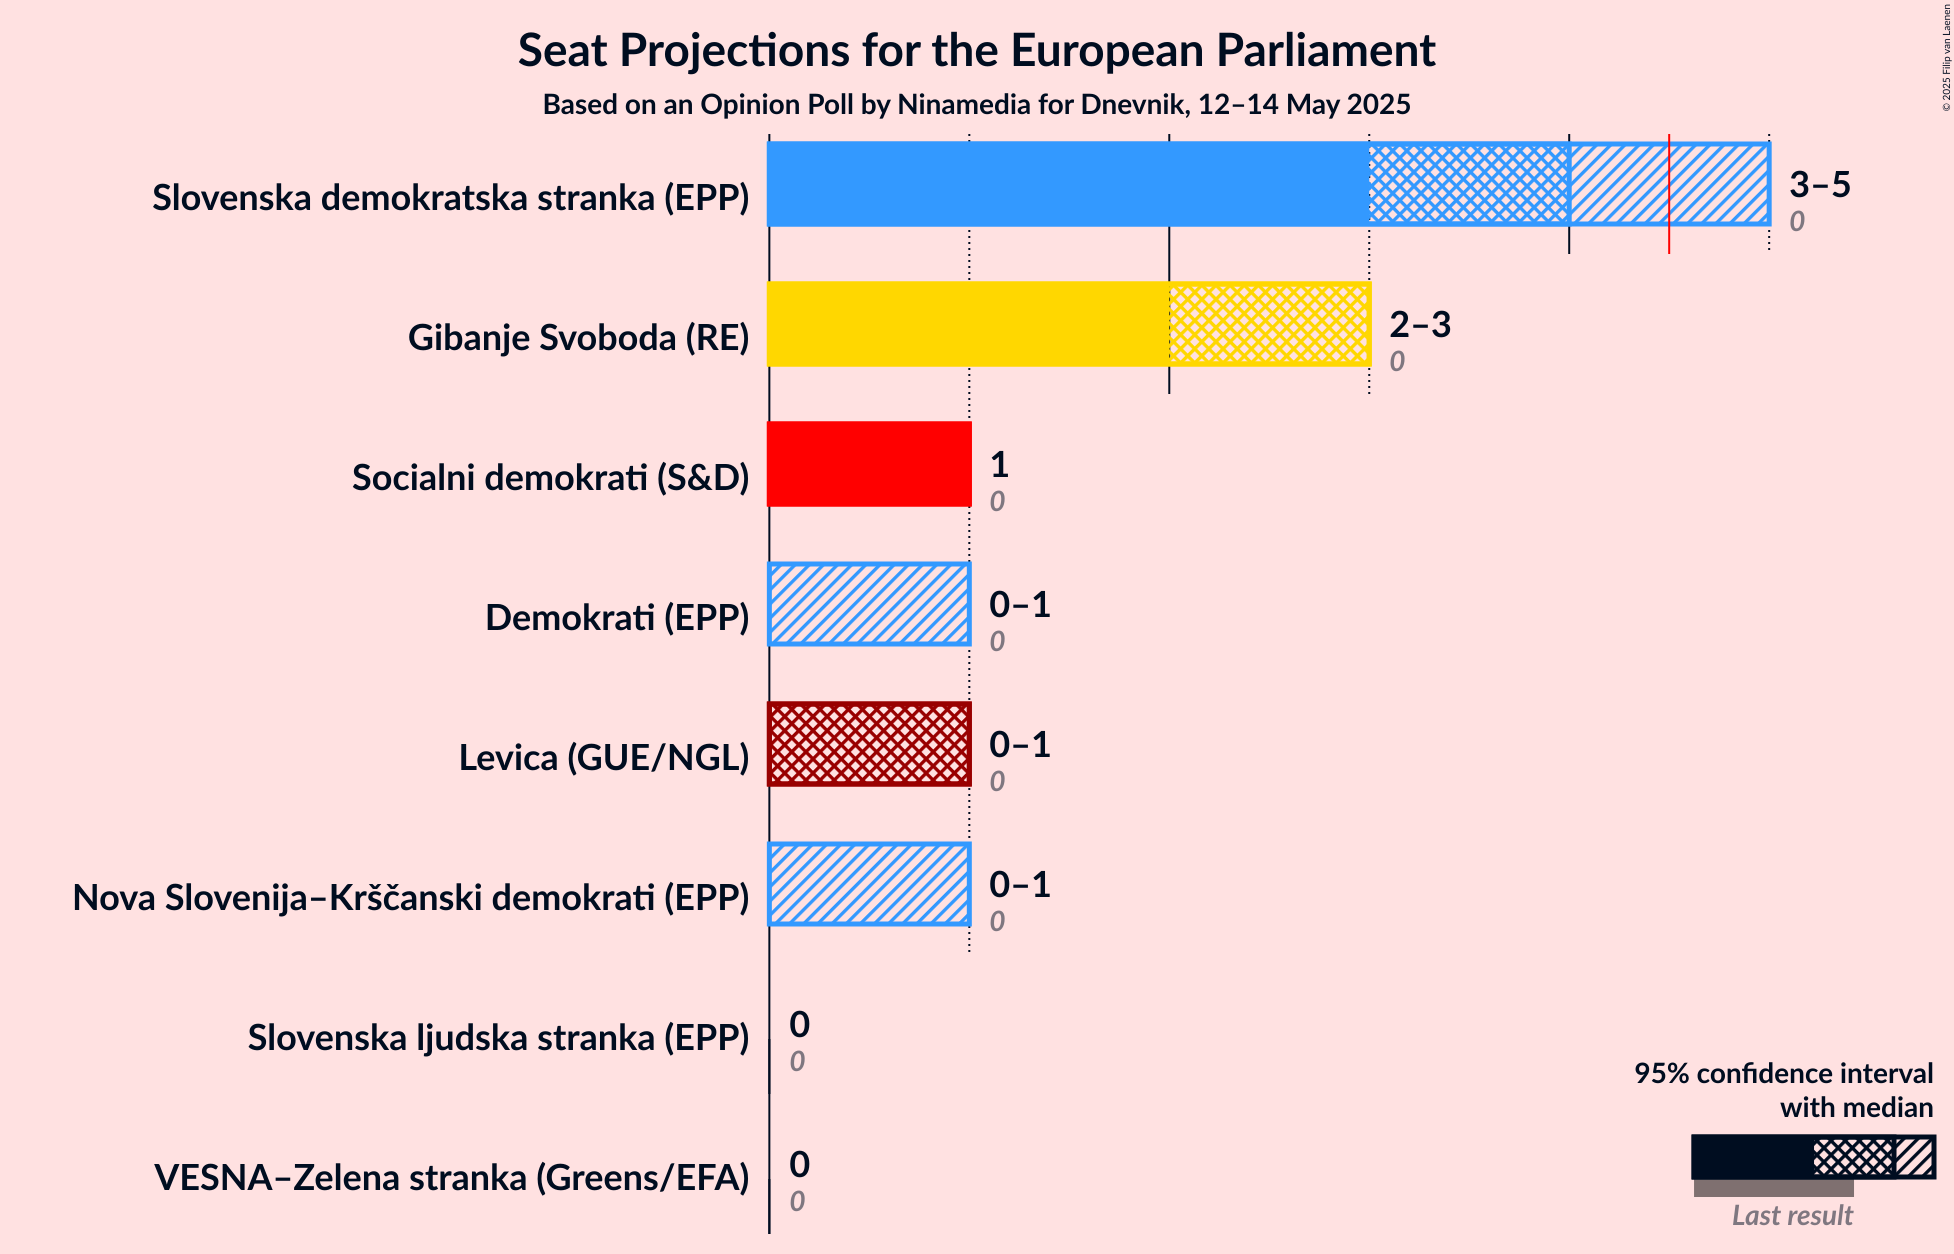 Seat Projections for the European Parliament
Based on an Opinion Poll by Ninamedia for Dnevnik, 12–14 May 2025
© 2025 Filip van Laenen
Slovenska demokratska stranka (EPP)
3–5
0
Gibanje Svoboda (RE)
2–3
0
Socialni demokrati (S&D)
1
0
Demokrati (EPP)
0–1
0
Levica (GUE/NGL)
0–1
0
Nova Slovenija–Krščanski demokrati (EPP)
0–1
0
Slovenska ljudska stranka (EPP)
0
0
VESNA–Zelena stranka (Greens/EFA)
0
0
95% confidence interval
with median
Last result